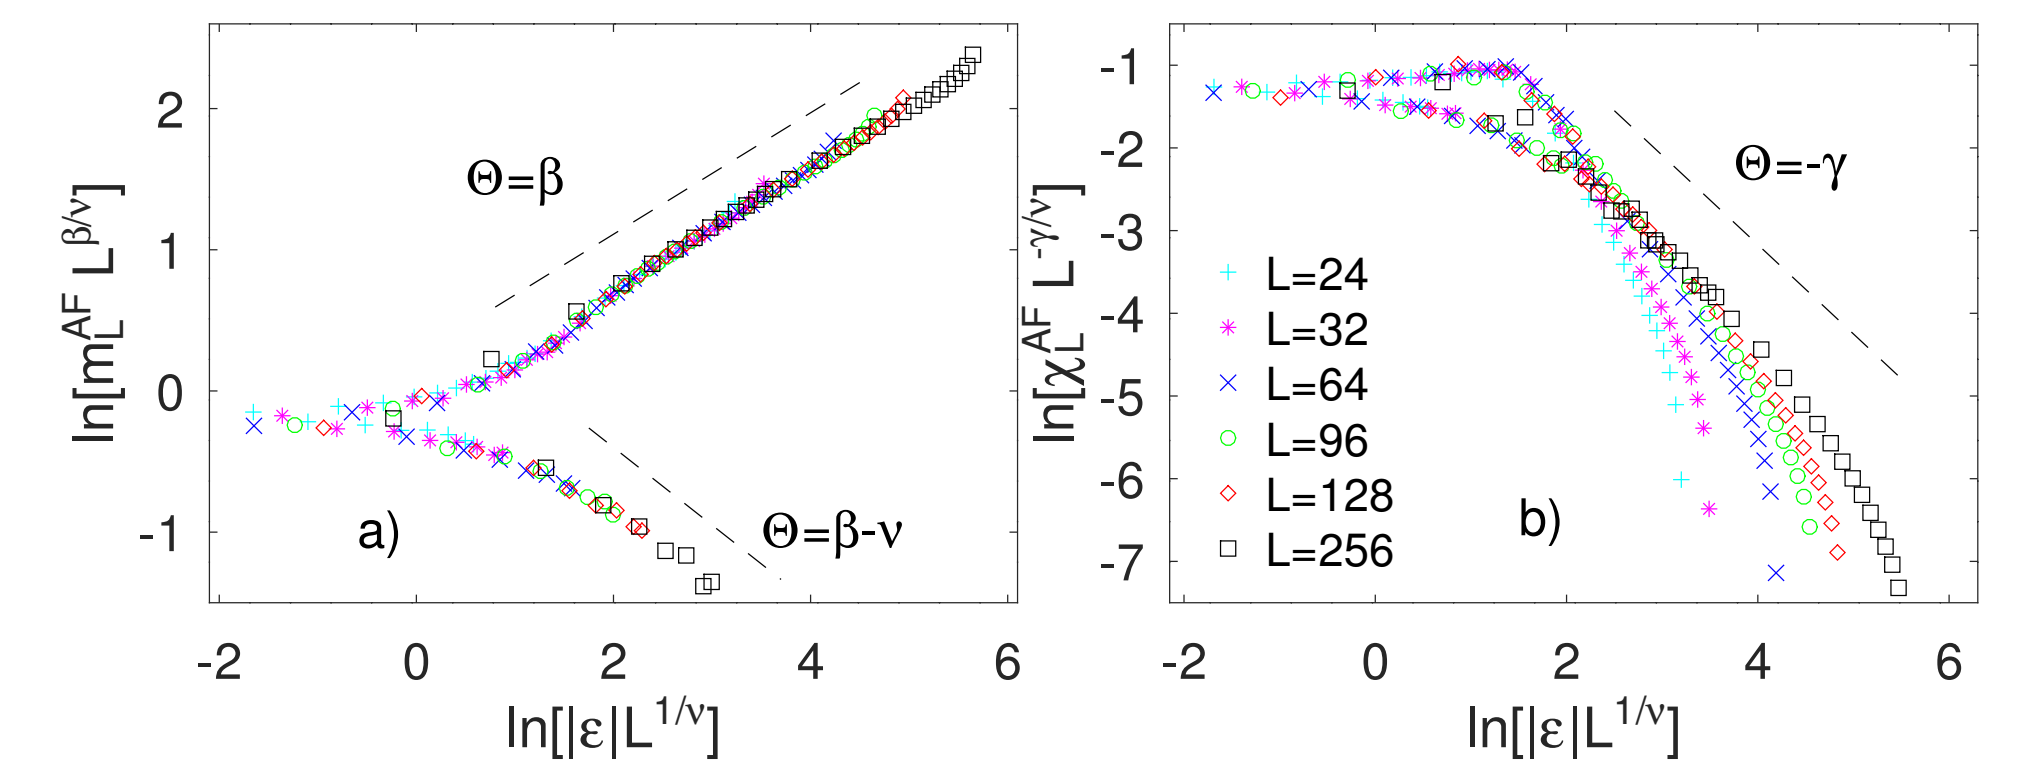 ln[m_L^AF L^β/ν]
2
1
0
-1
Θ=β
Θ=β-ν
a)
-2 0 2 4 6
ln[|ε|L^1/ν]
ln[χ_L^AF L^-γ/ν]
-1
-2
-3
-4
-5
-6
-7
Θ=-γ
L=24
L=32
L=64
L=96
L=128
L=256
b)
-2 0 2 4 6
ln[|ε|L^1/ν]